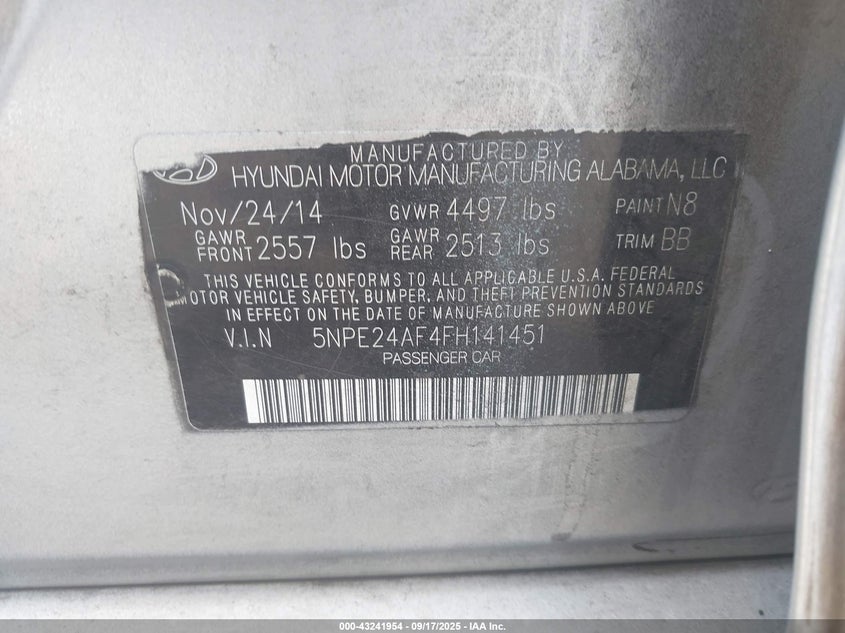 MANUFACTURED BY
HYUNDAI MOTOR MANUFACTURING ALABAMA, LLC
Nov/24/14 GVWR 4497 lbs PAINT N8
GAWR FRONT 2557 lbs GAWR REAR 2513 lbs TRIM BB
THIS VEHICLE CONFORMS TO ALL APPLICABLE U.S.A. FEDERAL
MOTOR VEHICLE SAFETY, BUMPER, AND THEFT PREVENTION STANDARDS
IN EFFECT ON THE DATE OF MANUFACTURE SHOWN ABOVE
V.I.N 5NPE24AF4FH141451
PASSENGER CAR
000-43241954 - 09/17/2025 - IAA Inc.